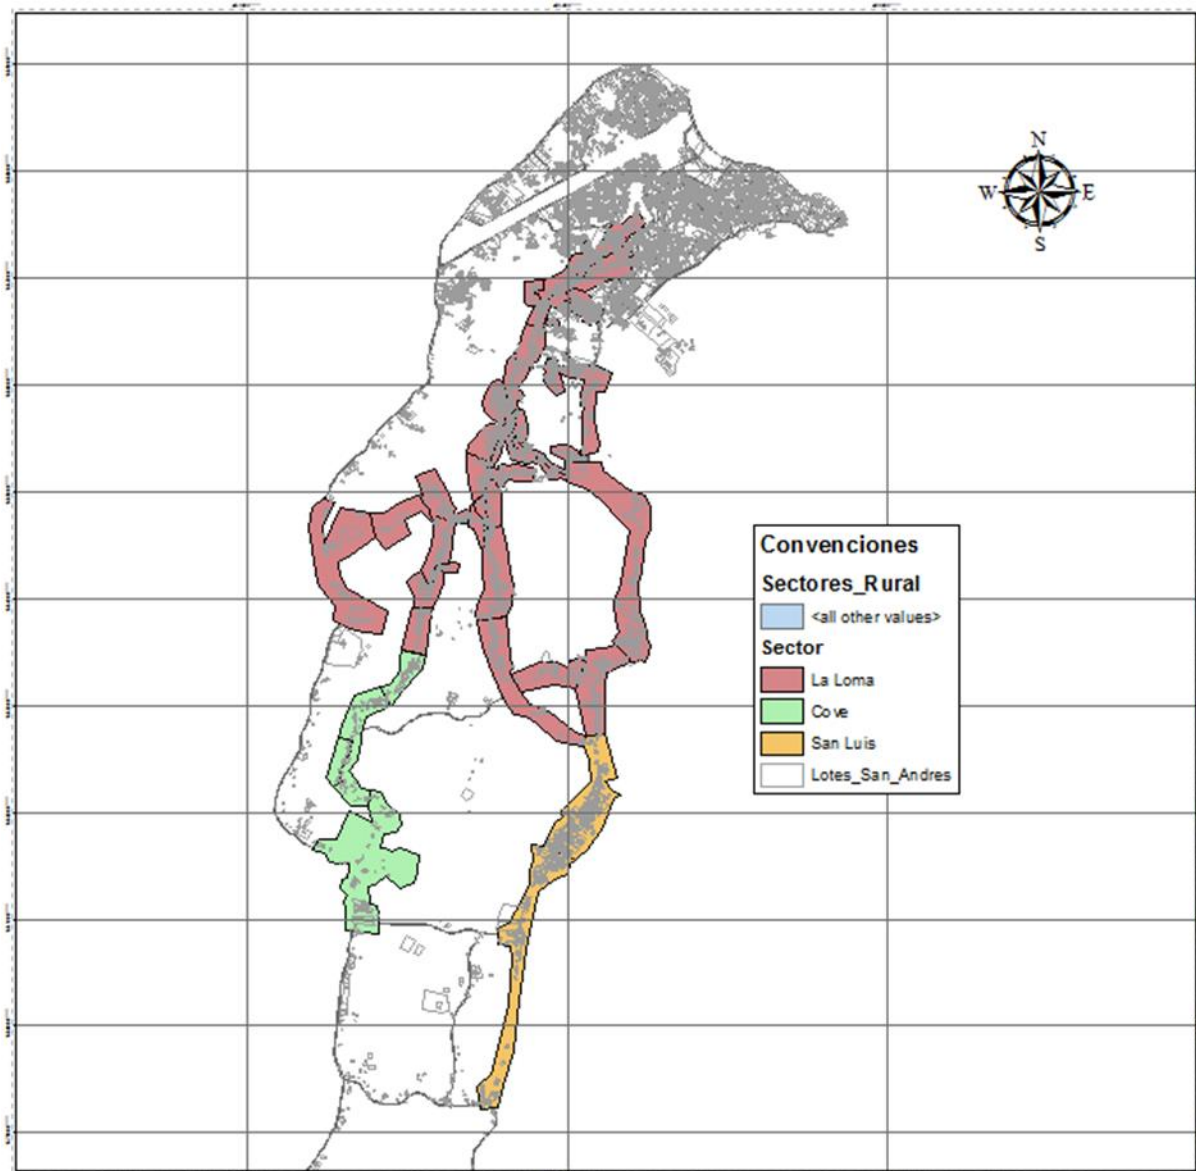 N
W E
S
Convenciones
Sectores_Rural
<all other values>
Sector
La Loma
Cove
San Luis
Lotes_San_Andres